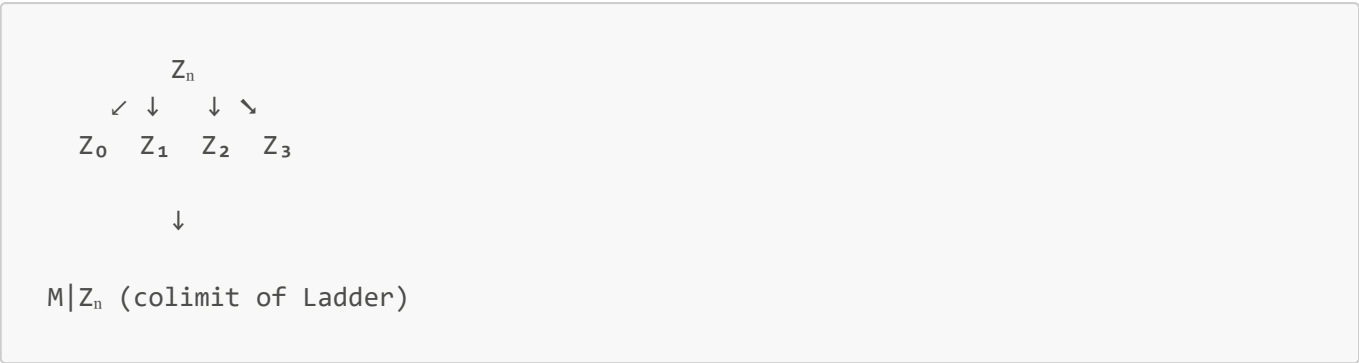 Zₙ
↙ ↓ ↓ ↘
Z₀ Z₁ Z₂ Z₃
↓
M|Zₙ (colimit of Ladder)